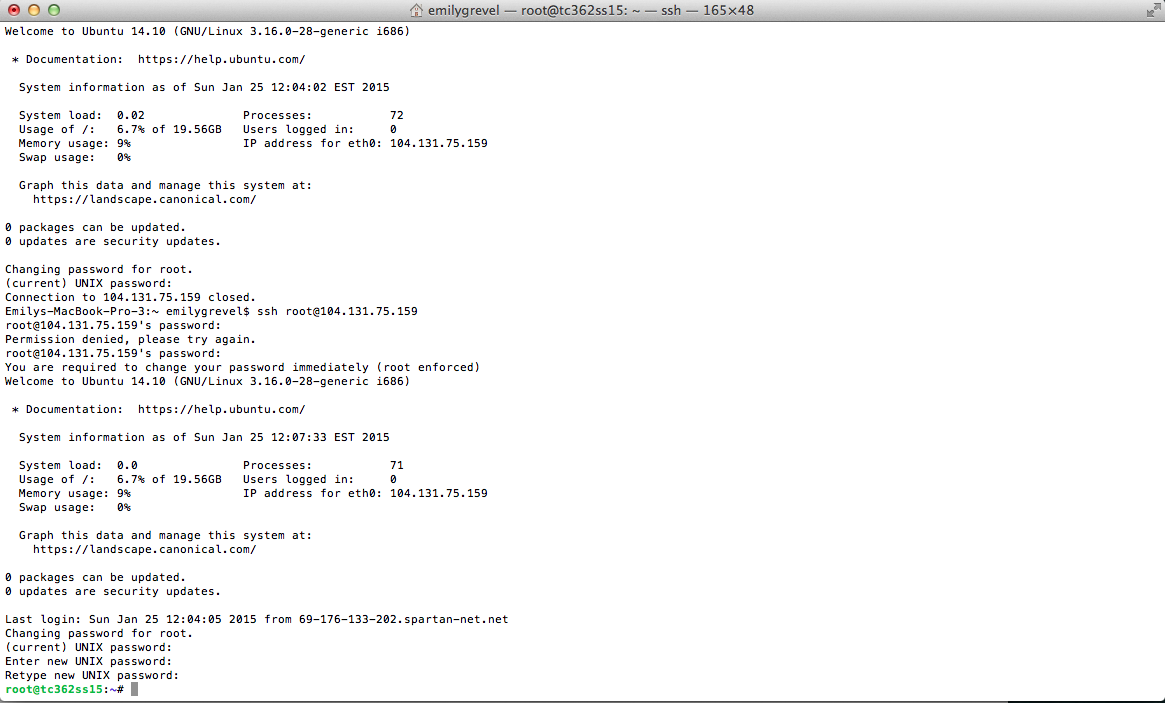 emilygrevel — root@tc362ss15: ~ — ssh — 165×48
Welcome to Ubuntu 14.10 (GNU/Linux 3.16.0-28-generic i686)
* Documentation:  https://help.ubuntu.com/
System information as of Sun Jan 25 12:04:02 EST 2015
System load:  0.02              Processes:           72
Usage of /:   6.7% of 19.56GB   Users logged in:     0
Memory usage: 9%                IP address for eth0: 104.131.75.159
Swap usage:   0%
Graph this data and manage this system at:
https://landscape.canonical.com/
0 packages can be updated.
0 updates are security updates.
Changing password for root.
(current) UNIX password:
Connection to 104.131.75.159 closed.
Emilys-MacBook-Pro-3:~ emilygrevel$ ssh root@104.131.75.159
root@104.131.75.159's password:
Permission denied, please try again.
root@104.131.75.159's password:
You are required to change your password immediately (root enforced)
Welcome to Ubuntu 14.10 (GNU/Linux 3.16.0-28-generic i686)
* Documentation:  https://help.ubuntu.com/
System information as of Sun Jan 25 12:07:33 EST 2015
System load:  0.0               Processes:           71
Usage of /:   6.7% of 19.56GB   Users logged in:     0
Memory usage: 9%                IP address for eth0: 104.131.75.159
Swap usage:   0%
Graph this data and manage this system at:
https://landscape.canonical.com/
0 packages can be updated.
0 updates are security updates.
Last login: Sun Jan 25 12:04:05 2015 from 69-176-133-202.spartan-net.net
Changing password for root.
(current) UNIX password:
Enter new UNIX password:
Retype new UNIX password:
root@tc362ss15:~#